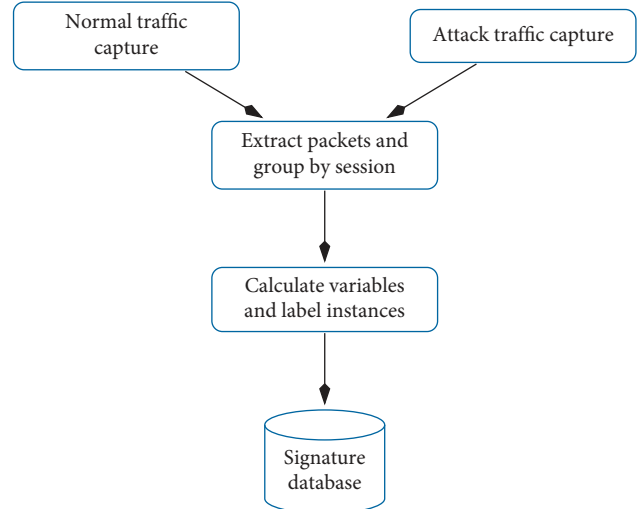 Normal traffic
capture
Attack traffic capture
Extract packets and
group by session
Calculate variables
and label instances
Signature
database